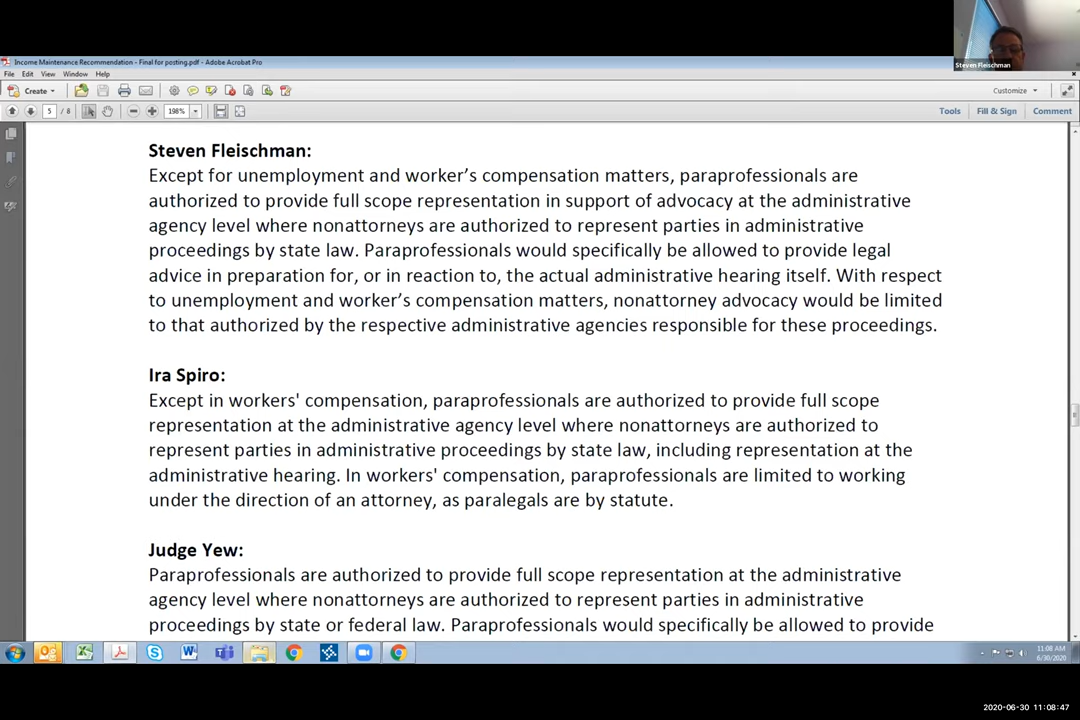 Steven Fleischman
Income Maintenance Recommendation - Final for posting.pdf - Adobe Acrobat Pro
File Edit View Window Help
Create Customize
5 / 8 198% Tools Fill & Sign Comment
Steven Fleischman:
Except for unemployment and worker’s compensation matters, paraprofessionals are
authorized to provide full scope representation in support of advocacy at the administrative
agency level where nonattorneys are authorized to represent parties in administrative
proceedings by state law. Paraprofessionals would specifically be allowed to provide legal
advice in preparation for, or in reaction to, the actual administrative hearing itself. With respect
to unemployment and worker’s compensation matters, nonattorney advocacy would be limited
to that authorized by the respective administrative agencies responsible for these proceedings.
Ira Spiro:
Except in workers' compensation, paraprofessionals are authorized to provide full scope
representation at the administrative agency level where nonattorneys are authorized to
represent parties in administrative proceedings by state law, including representation at the
administrative hearing. In workers' compensation, paraprofessionals are limited to working
under the direction of an attorney, as paralegals are by statute.
Judge Yew:
Paraprofessionals are authorized to provide full scope representation at the administrative
agency level where nonattorneys are authorized to represent parties in administrative
proceedings by state or federal law. Paraprofessionals would specifically be allowed to provide
11:08 AM
6/30/2020
2020-06-30 11:08:47